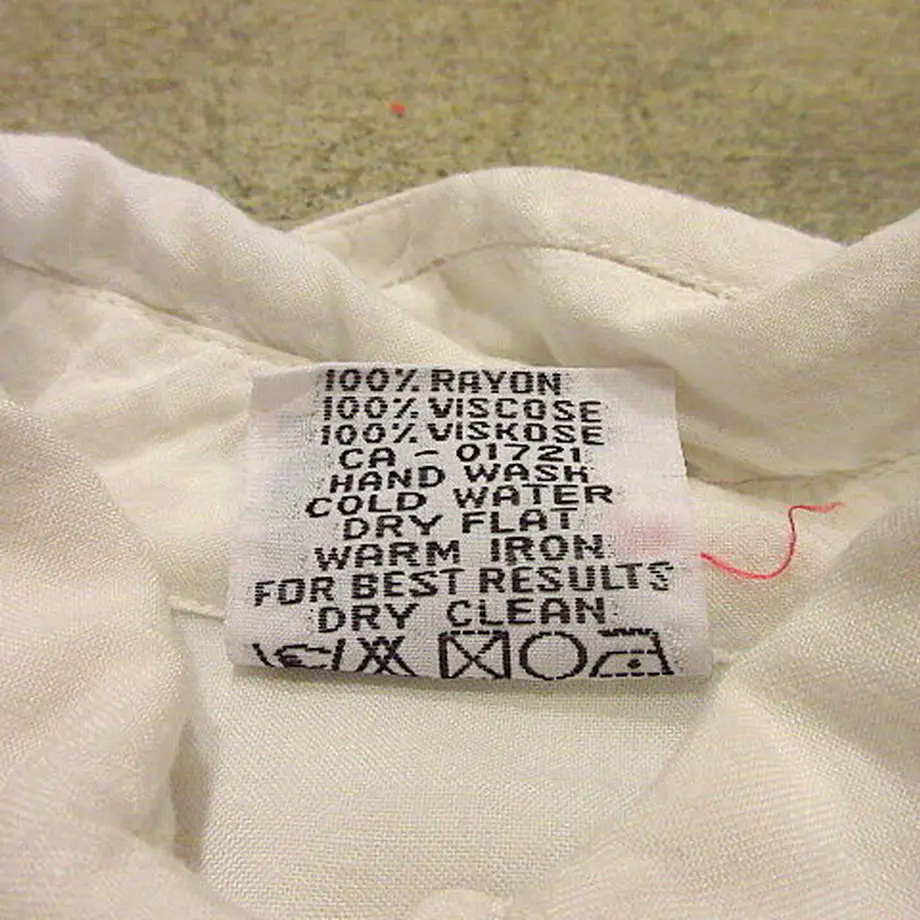 100% RAYON
100% VISCOSE
100% VISKOSE
CA - 01721
HAND WASH
COLD WATER
DRY FLAT
WARM IRON
FOR BEST RESULTS
DRY CLEAN